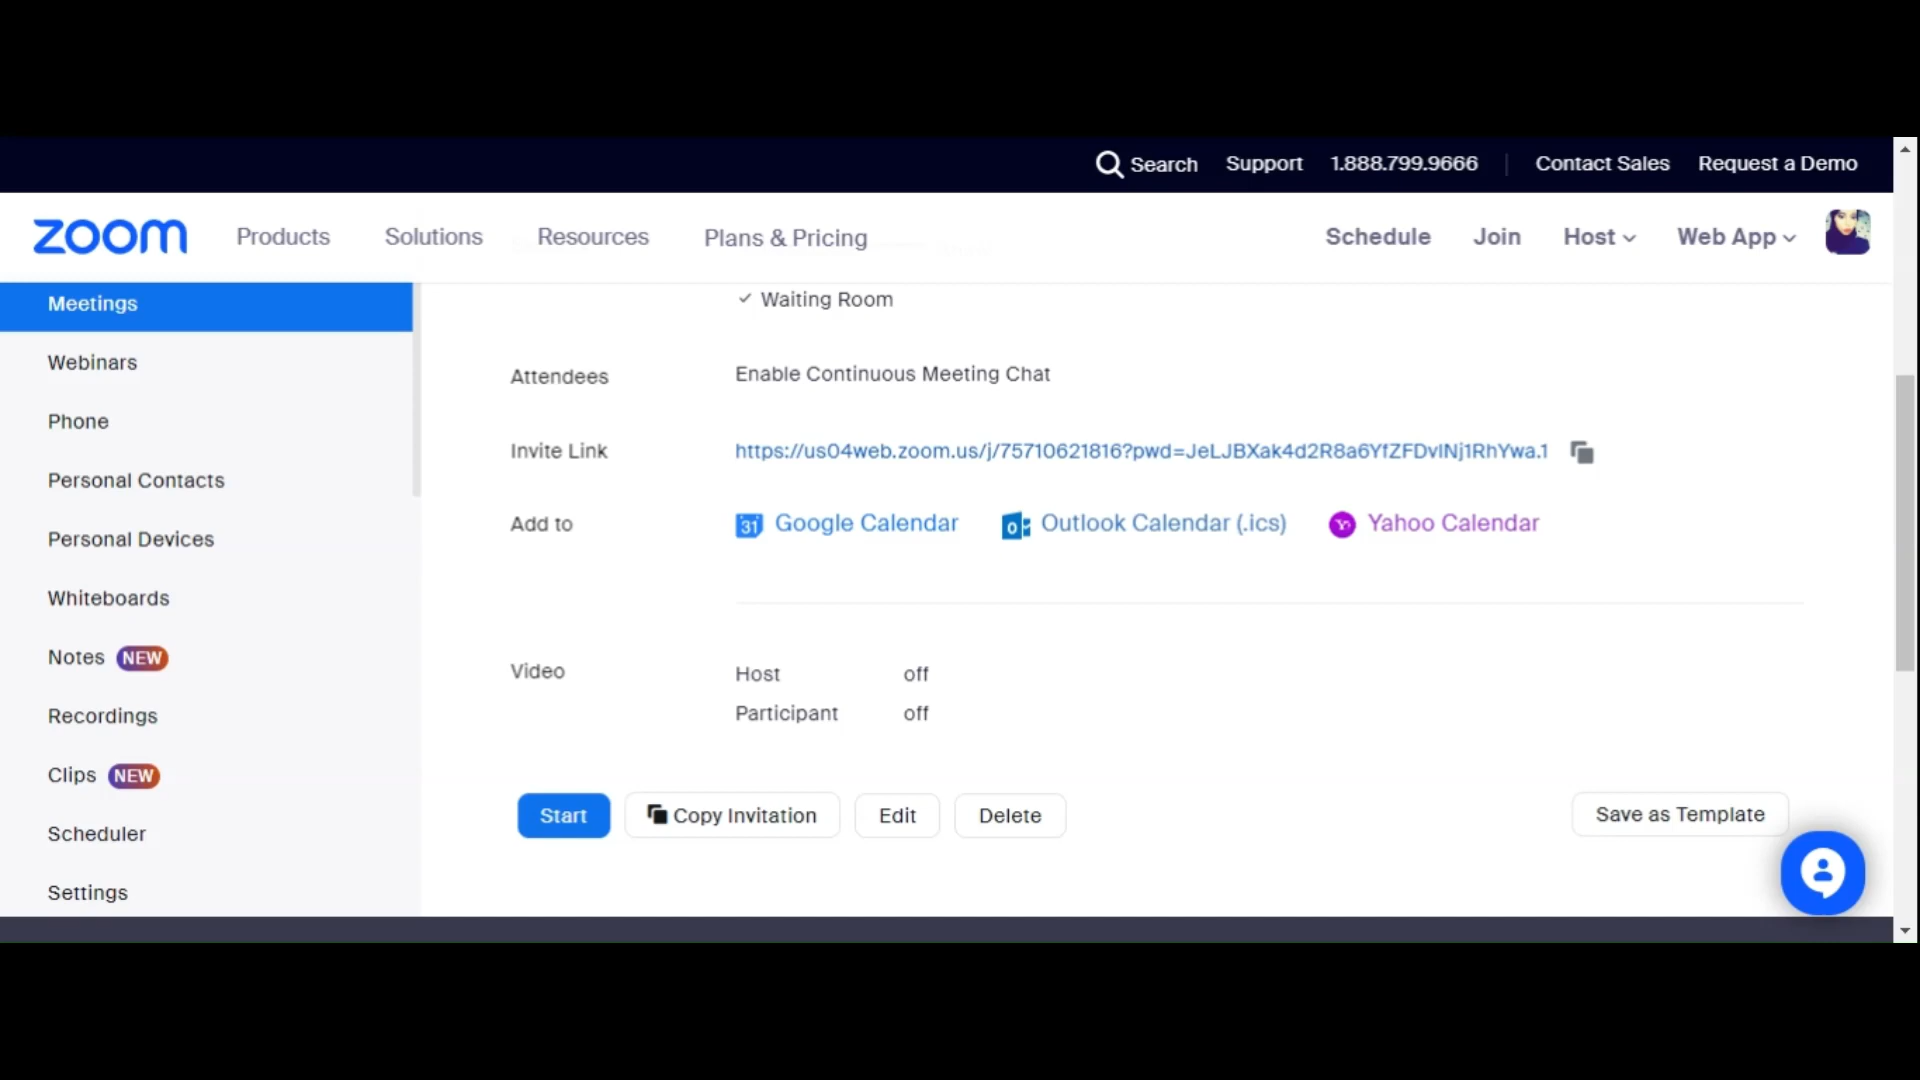 Search Support 1.888.799.9666 Contact Sales Request a Demo
zoom Products Solutions Resources Plans & Pricing Schedule Join Host Web App
Meetings
Webinars
Phone
Personal Contacts
Personal Devices
Whiteboards
Notes NEW
Recordings
Clips NEW
Scheduler
Settings
✓ Waiting Room
Attendees Enable Continuous Meeting Chat
Invite Link https://us04web.zoom.us/j/75710621816?pwd=JeLJBXak4d2R8a6YfZFDvINj1RhYwa.1
Add to 31 Google Calendar Outlook Calendar (.ics) Yahoo Calendar
Video Host off
Participant off
Start Copy Invitation Edit Delete Save as Template